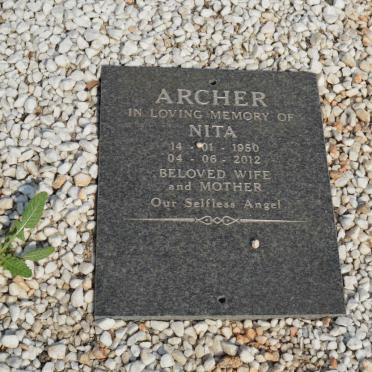 ARCHER
IN LOVING MEMORY OF
NITA
14 - 01 - 1950
04 - 06 - 2012
BELOVED WIFE
and MOTHER
Our Selfless Angel